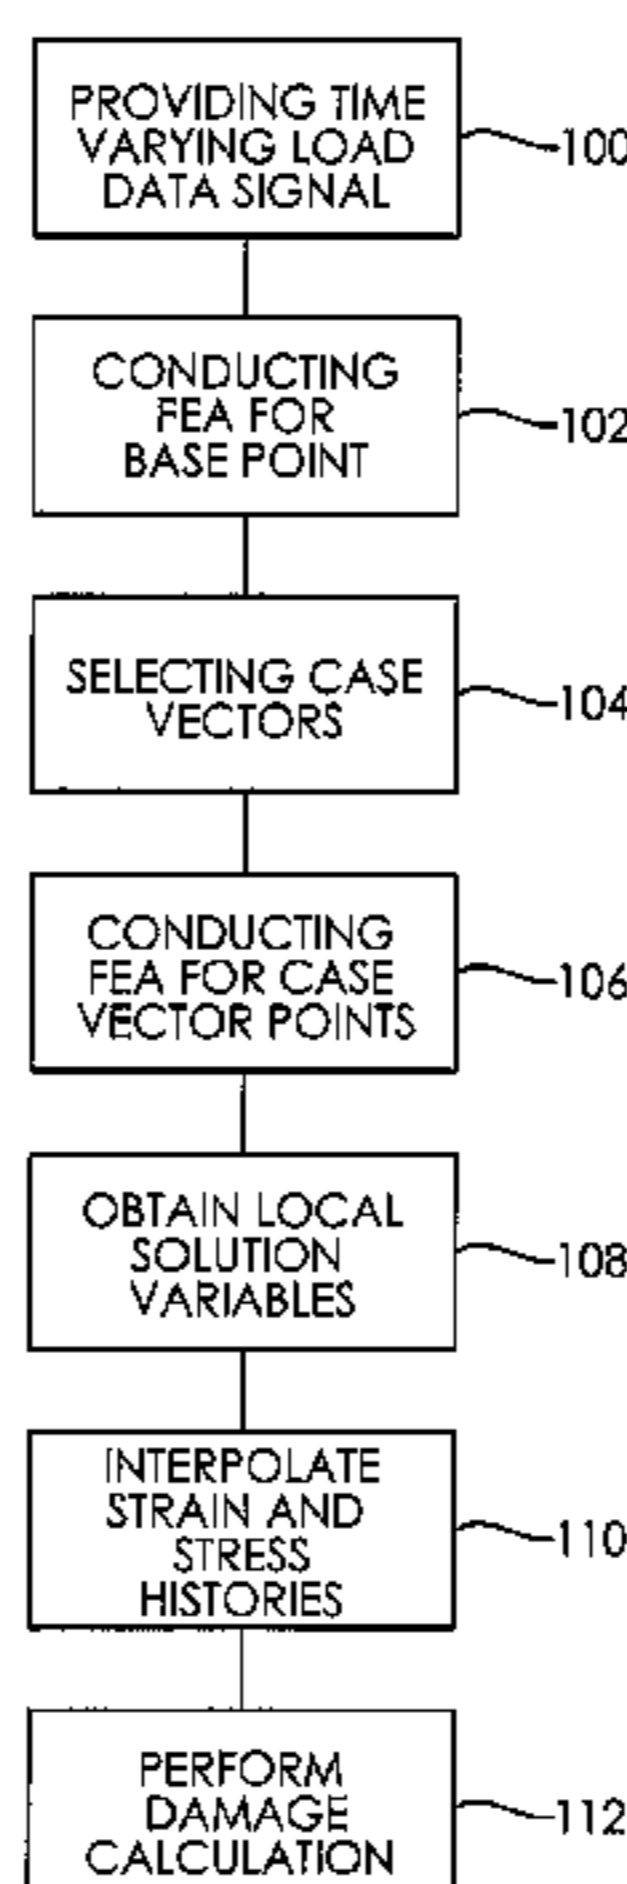 PROVIDING TIME
VARYING LOAD
DATA SIGNAL
100
CONDUCTING
FEA FOR
BASE POINT
102
SELECTING CASE
VECTORS
104
CONDUCTING
FEA FOR CASE
VECTOR POINTS
106
OBTAIN LOCAL
SOLUTION
VARIABLES
108
INTERPOLATE
STRAIN AND
STRESS
HISTORIES
110
PERFORM
DAMAGE
CALCULATION
112